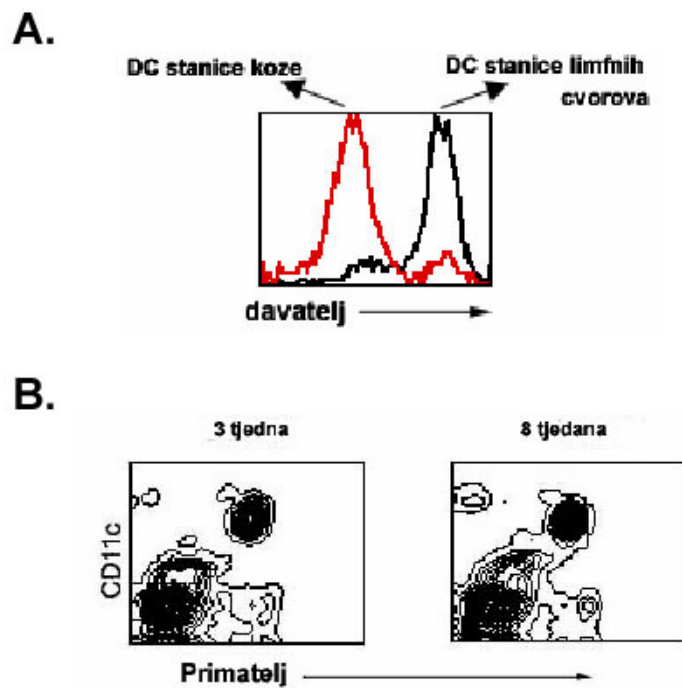 A.
DC stanice koze
DC stanice limfnih
cvorova
davatelj
B.
3 tjedna
8 tjedana
CD11c
Primatelj